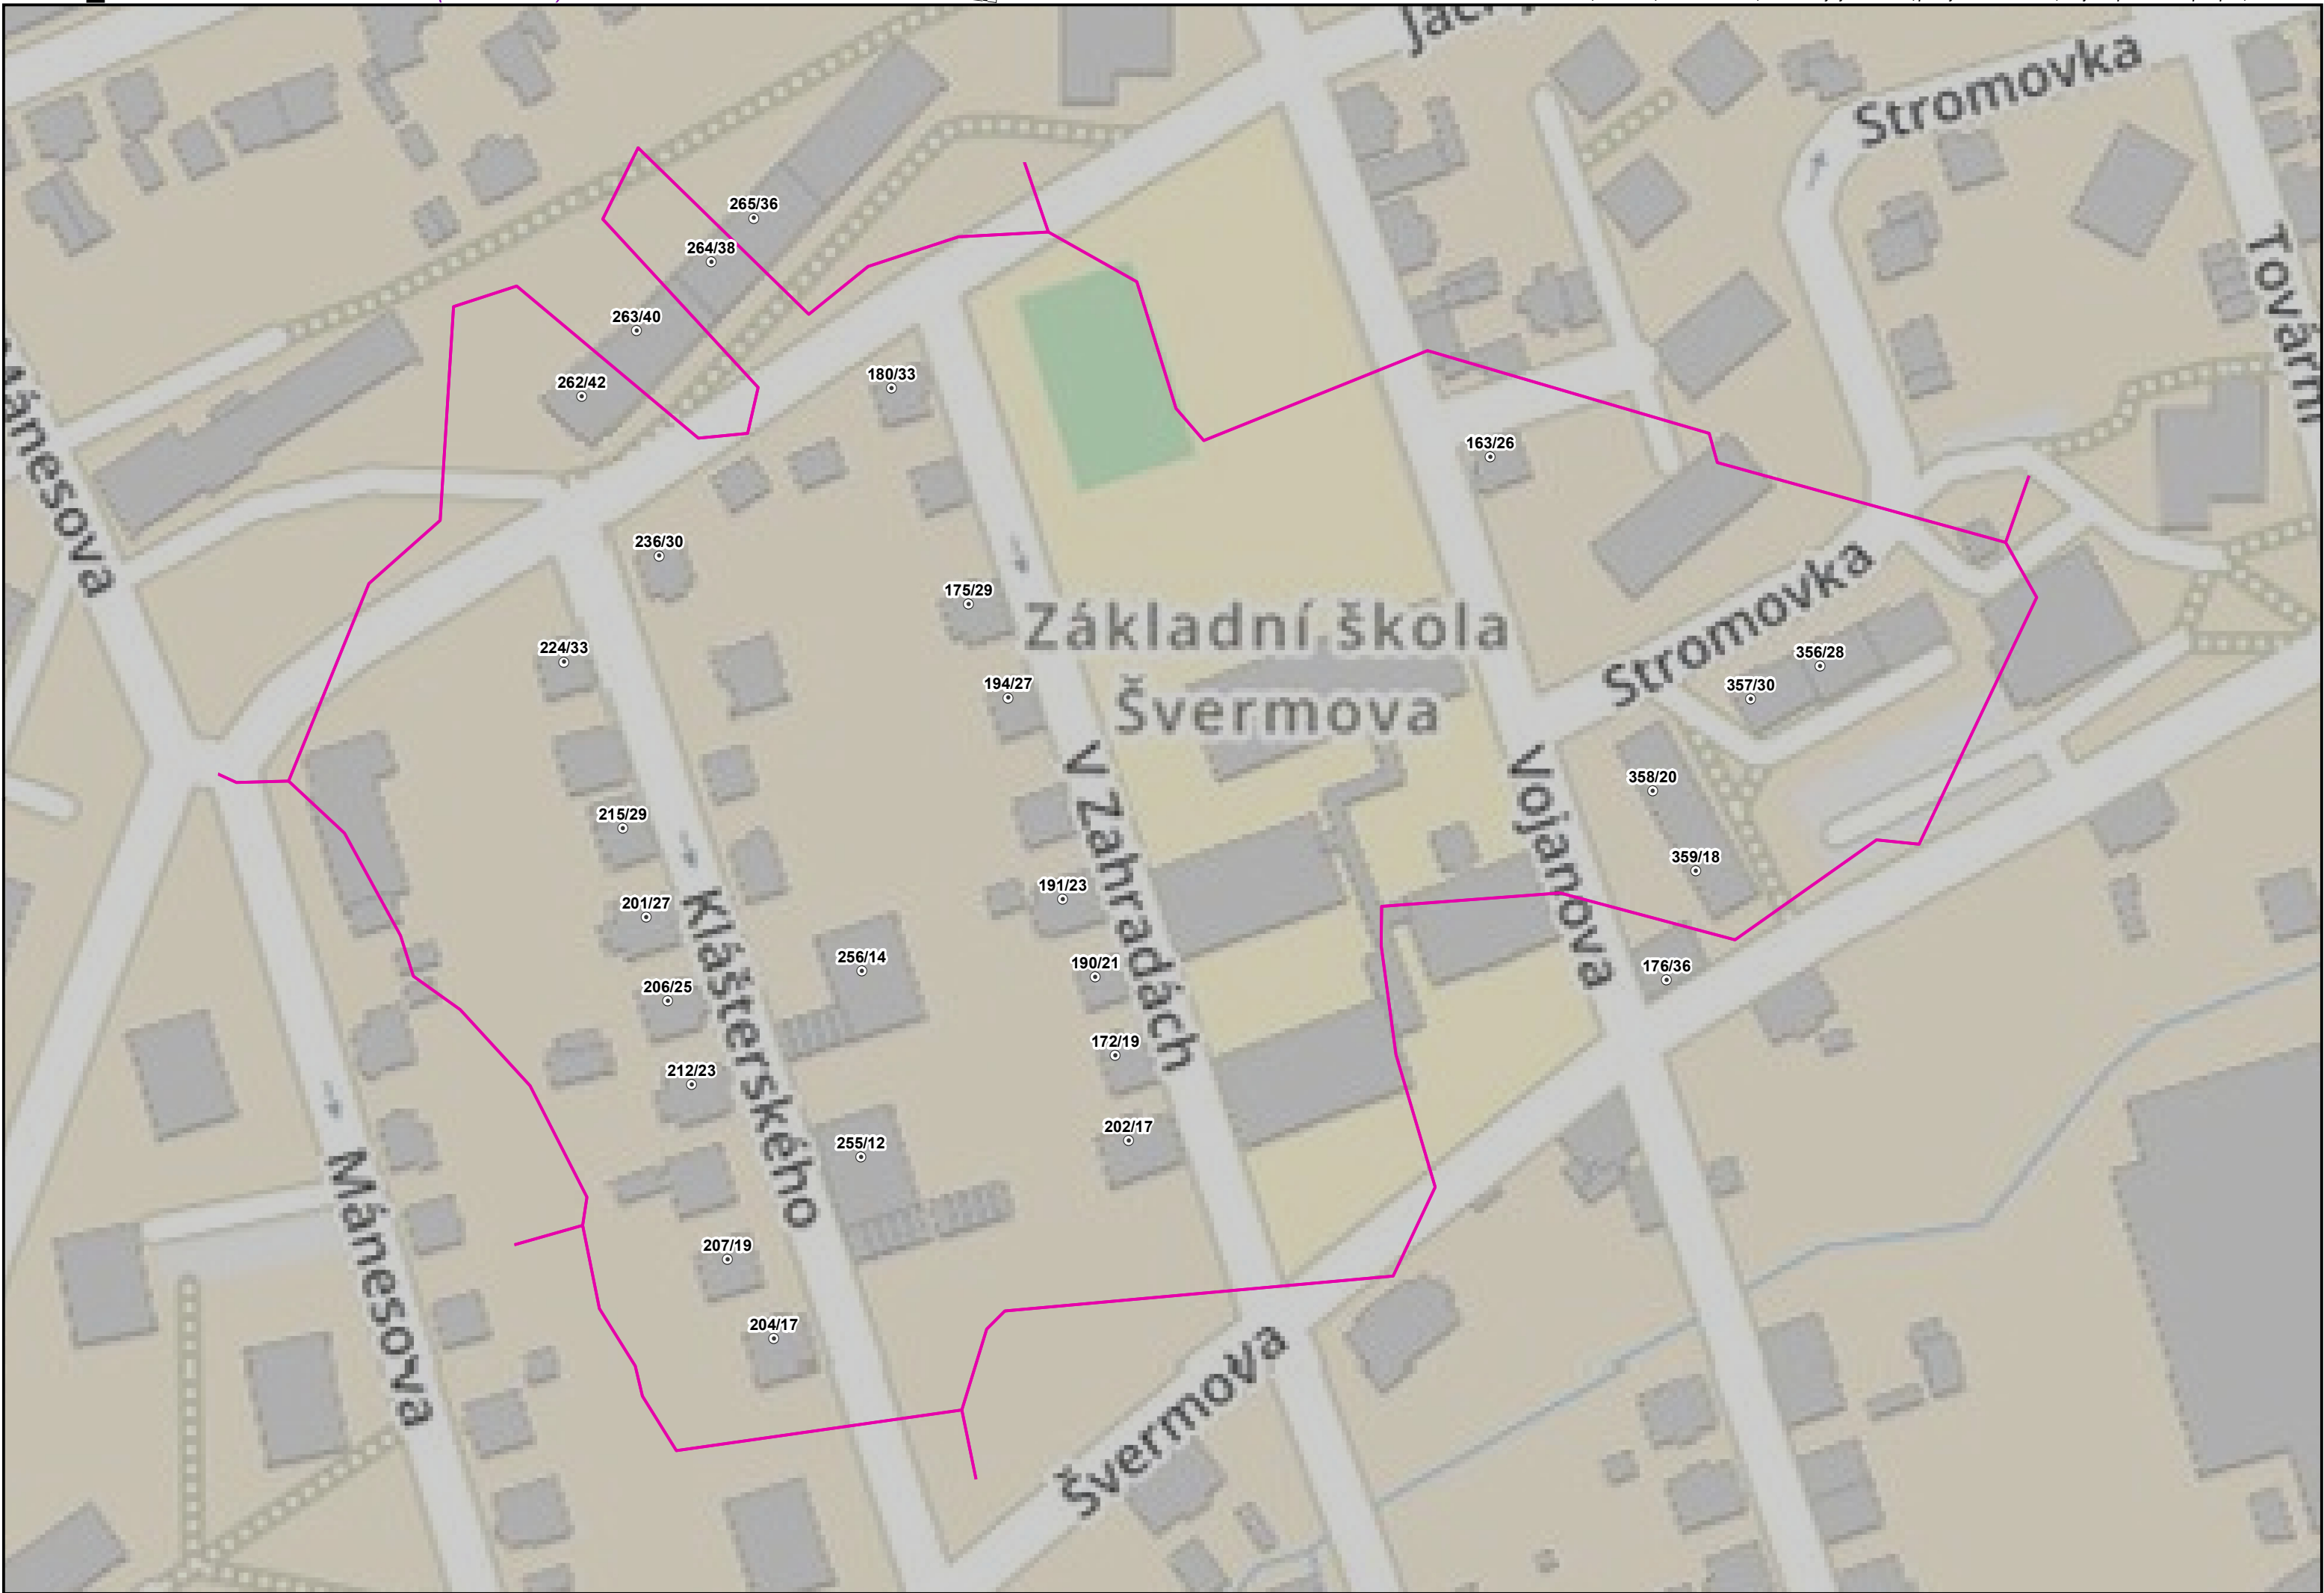 Stromovka
265/36
264/38
Tovární
263/40
Mánesova
262/42
180/33
163/26
236/30
175/29
Stromovka
Základní škola
Švermova
224/33
194/27
356/28
357/30
V Zahradách
Vojanova
358/20
215/29
359/18
191/23
201/27
Klášterského
256/14
190/21
176/36
206/25
172/19
212/23
202/17
255/12
Mánesova
207/19
204/17
Švermova